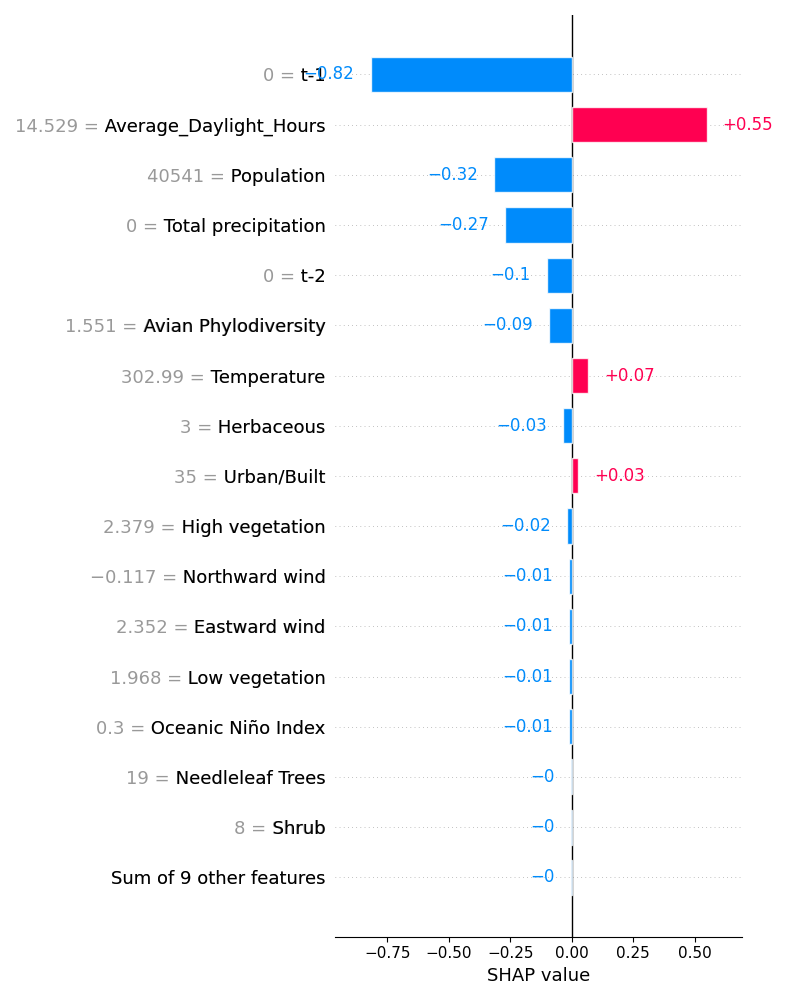 0 = t-1 −0.82
14.529 = Average_Daylight_Hours +0.55
40541 = Population −0.32
0 = Total precipitation −0.27
0 = t-2 −0.1
1.551 = Avian Phylodiversity −0.09
302.99 = Temperature +0.07
3 = Herbaceous −0.03
35 = Urban/Built +0.03
2.379 = High vegetation −0.02
−0.117 = Northward wind −0.01
2.352 = Eastward wind −0.01
1.968 = Low vegetation −0.01
0.3 = Oceanic Niño Index −0.01
19 = Needleleaf Trees −0
8 = Shrub −0
Sum of 9 other features −0
−0.75 −0.50 −0.25 0.00 0.25 0.50
SHAP value